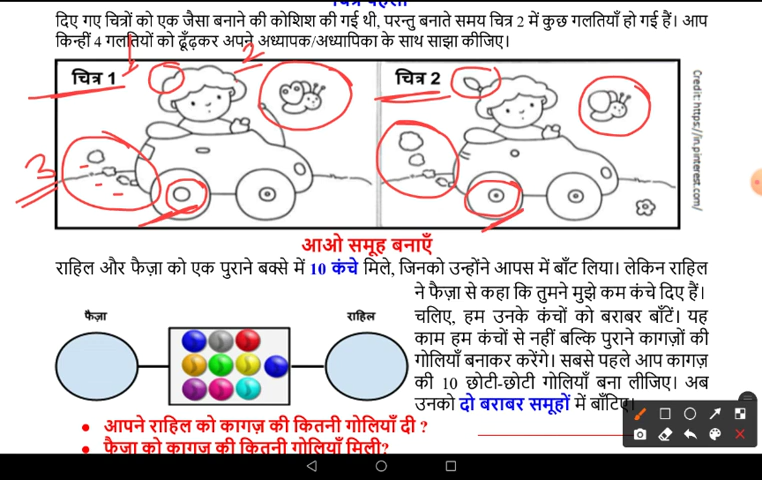 दिए गए चित्रों को एक जैसा बनाने की कोशिश की गई थी, परन्तु बनाते समय चित्र 2 में कुछ गलतियाँ हो गई हैं। आप
किन्हीं 4 गलतियों को ढूँढ़कर अपने अध्यापक/अध्यापिका के साथ साझा कीजिए।
1
2
चित्र 1
चित्र 2
3
Credit: https://in.pinterest.com/
आओ समूह बनाएँ
राहिल और फैज़ा को एक पुराने बक्से में 10 कंचे मिले, जिनको उन्होंने आपस में बाँट लिया। लेकिन राहिल
ने फैज़ा से कहा कि तुमने मुझे कम कंचे दिए हैं।
चलिए, हम उनके कंचों को बराबर बाँटें। यह
काम हम कंचों से नहीं बल्कि पुराने कागज़ों की
गोलियाँ बनाकर करेंगे। सबसे पहले आप कागज़
की 10 छोटी-छोटी गोलियाँ बना लीजिए। अब
उनको दो बराबर समूहों में बाँटिए।
फैज़ा
राहिल
• आपने राहिल को कागज़ की कितनी गोलियाँ दी ?
• फैज़ा को कागज़ की कितनी गोलियाँ मिली?